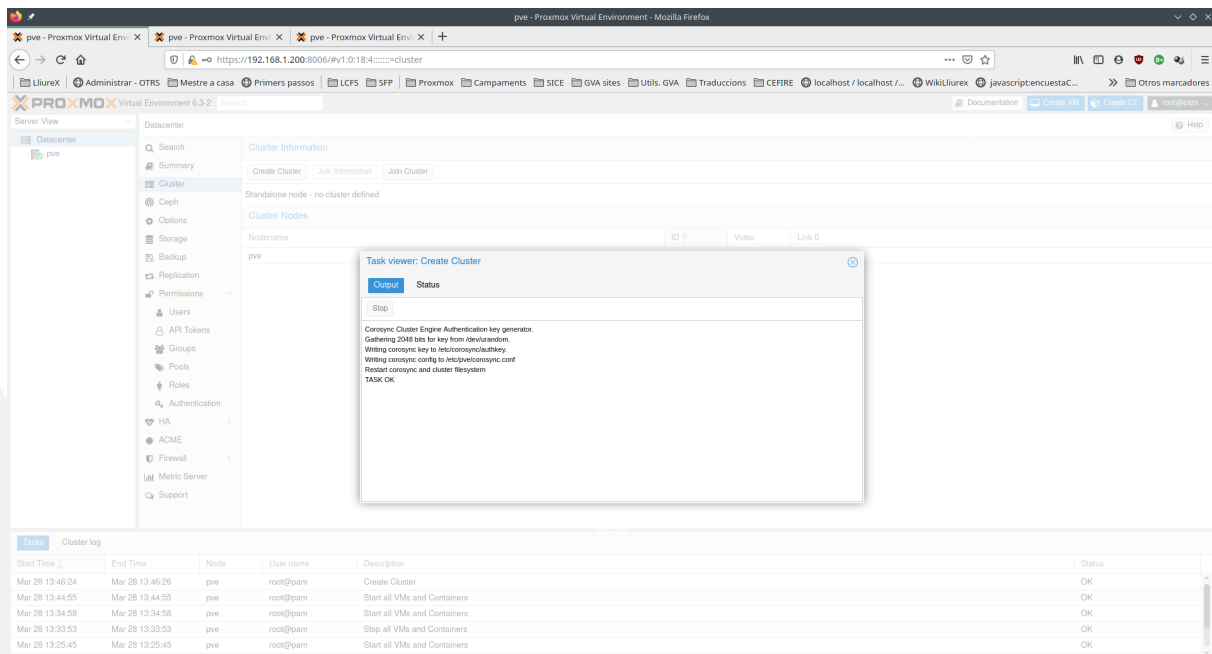 pve - Proxmox Virtual Environment - Mozilla Firefox
pve - Proxmox Virtual Envi X pve - Proxmox Virtual Envi X pve - Proxmox Virtual Envi X +
https://192.168.1.200:8006/#v1:0:18:4:::::::=cluster
LliureX Administrar - OTRS Mestre a casa Primers passos LCFS SFP Proxmox Campaments SICE GVA sites Utils. GVA Traduccions CEFIRE localhost / localhost /... WikiLliurex javascript:encuestaC... Otros marcadores
PROXMOX Virtual Environment 6.3-2 Search Documentation Create VM Create CT root@pam
Server View
Datacenter
pve
Datacenter Help
Search
Summary
Cluster
Ceph
Options
Storage
Backup
Replication
Permissions
Users
API Tokens
Groups
Pools
Roles
Authentication
HA
ACME
Firewall
Metric Server
Support
Cluster Information
Create Cluster Join Information Join Cluster
Standalone node - no cluster defined
Cluster Nodes
Nodename ID ↑ Votes Link 0
pve
Task viewer: Create Cluster
Output Status
Stop
Corosync Cluster Engine Authentication key generator.
Gathering 2048 bits for key from /dev/urandom.
Writing corosync key to /etc/corosync/authkey.
Writing corosync config to /etc/pve/corosync.conf
Restart corosync and cluster filesystem
TASK OK
Tasks Cluster log
Start Time ↓ End Time Node User name Description Status
Mar 28 13:46:24 Mar 28 13:46:26 pve root@pam Create Cluster OK
Mar 28 13:44:55 Mar 28 13:44:55 pve root@pam Start all VMs and Containers OK
Mar 28 13:34:58 Mar 28 13:34:58 pve root@pam Start all VMs and Containers OK
Mar 28 13:33:53 Mar 28 13:33:53 pve root@pam Stop all VMs and Containers OK
Mar 28 13:25:45 Mar 28 13:25:45 pve root@pam Start all VMs and Containers OK